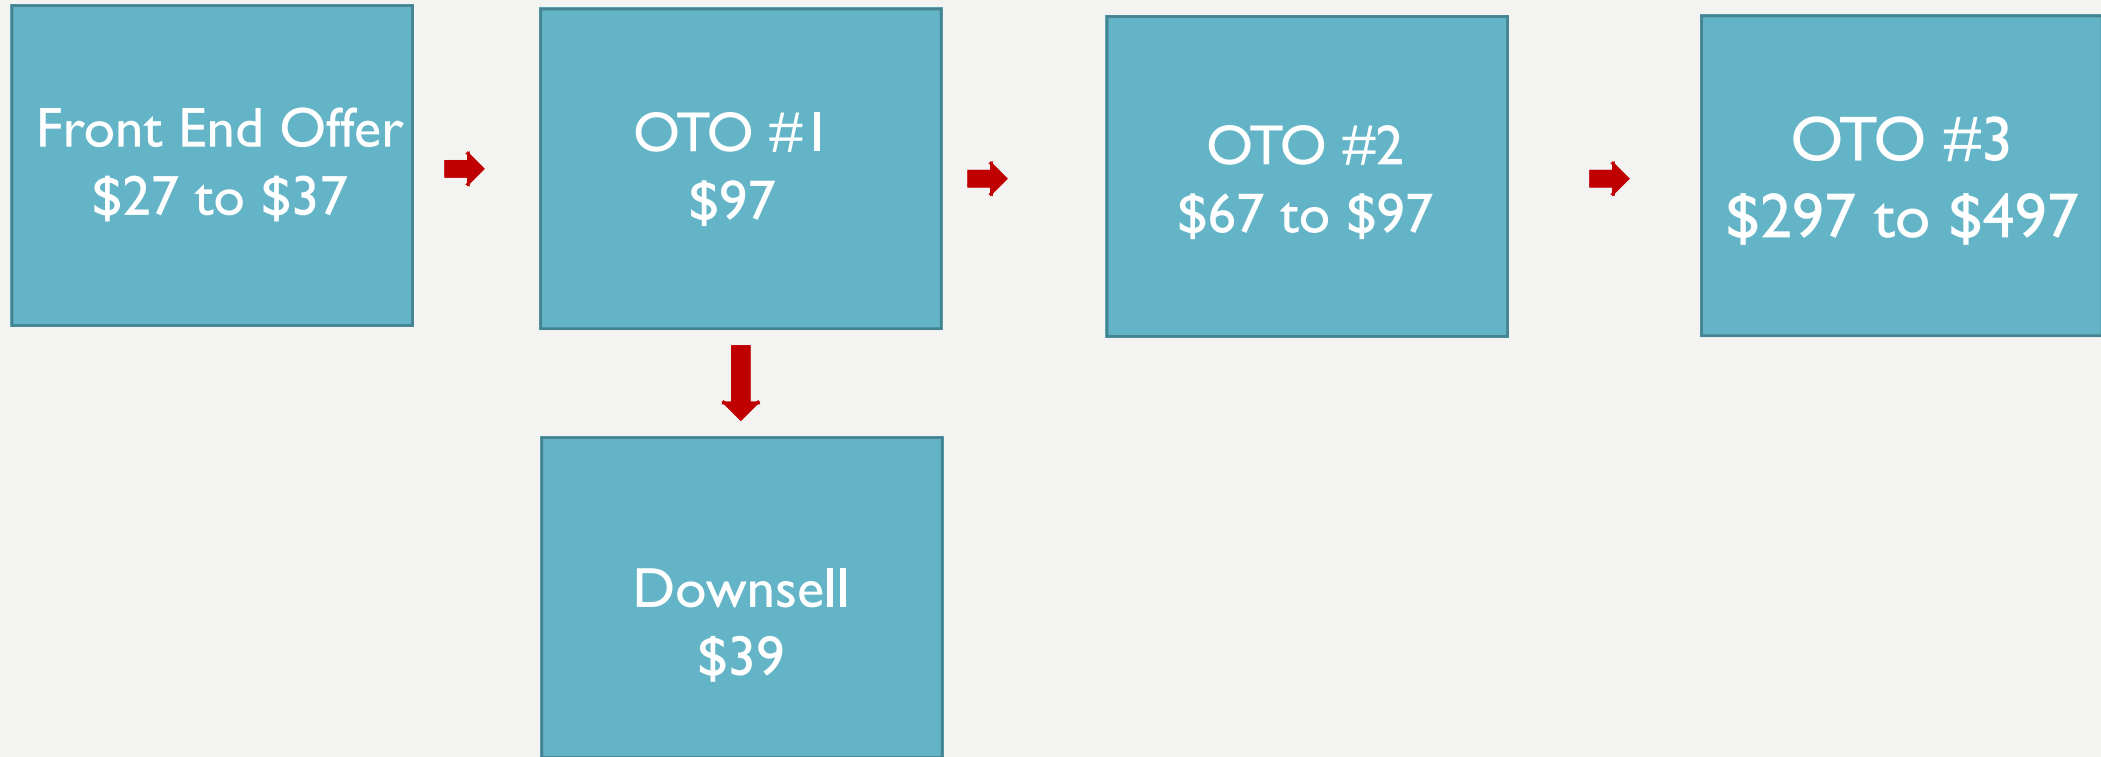 Front End Offer
$27 to $37
OTO #1
$97
OTO #2
$67 to $97
OTO #3
$297 to $497
Downsell
$39